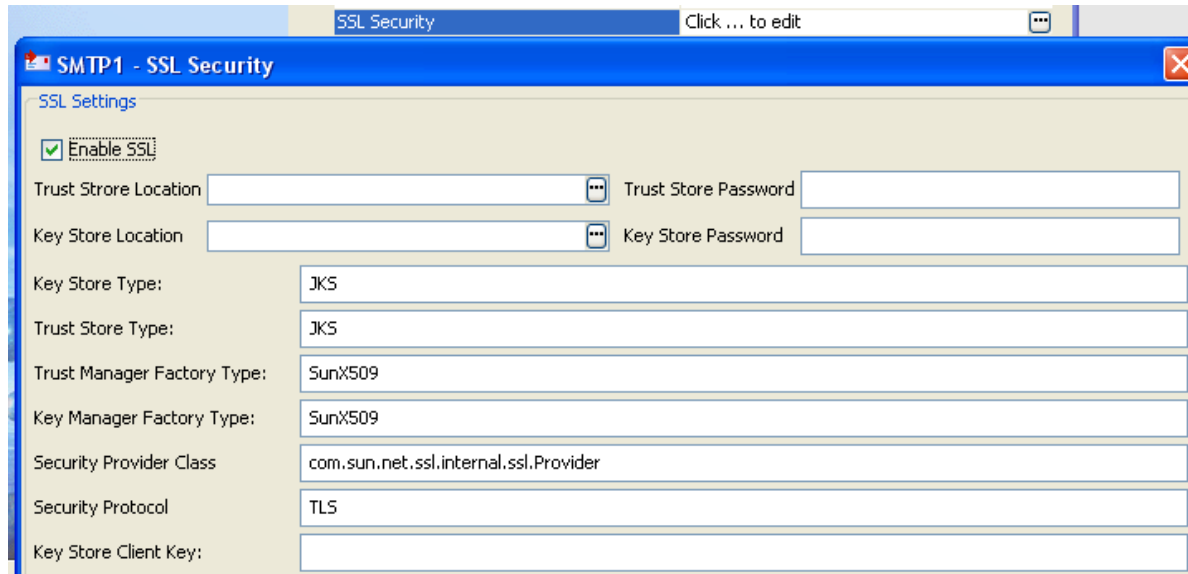 SSL Security Click ... to edit
SMTP1 - SSL Security
SSL Settings
Enable SSL
Trust Strore Location Trust Store Password
Key Store Location Key Store Password
Key Store Type: JKS
Trust Store Type: JKS
Trust Manager Factory Type: SunX509
Key Manager Factory Type: SunX509
Security Provider Class com.sun.net.ssl.internal.ssl.Provider
Security Protocol TLS
Key Store Client Key: